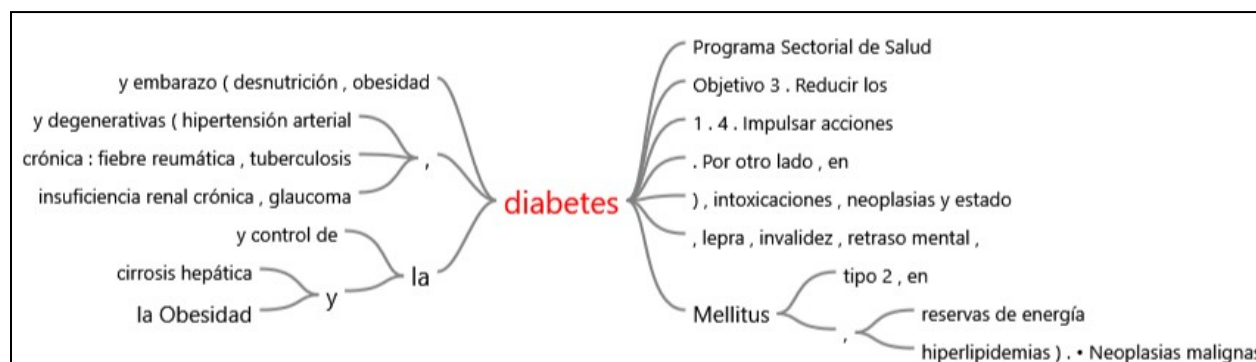 y embarazo ( desnutrición , obesidad
y degenerativas ( hipertensión arterial
crónica : fiebre reumática , tuberculosis
insuficiencia renal crónica , glaucoma
,
y control de
cirrosis hepática
la Obesidad
y
la
diabetes
Programa Sectorial de Salud
Objetivo 3 . Reducir los
1 . 4 . Impulsar acciones
. Por otro lado , en
) , intoxicaciones , neoplasias y estado
, lepra , invalidez , retraso mental ,
Mellitus
tipo 2 , en
,
reservas de energía
hiperlipidemias ) . • Neoplasias malignas